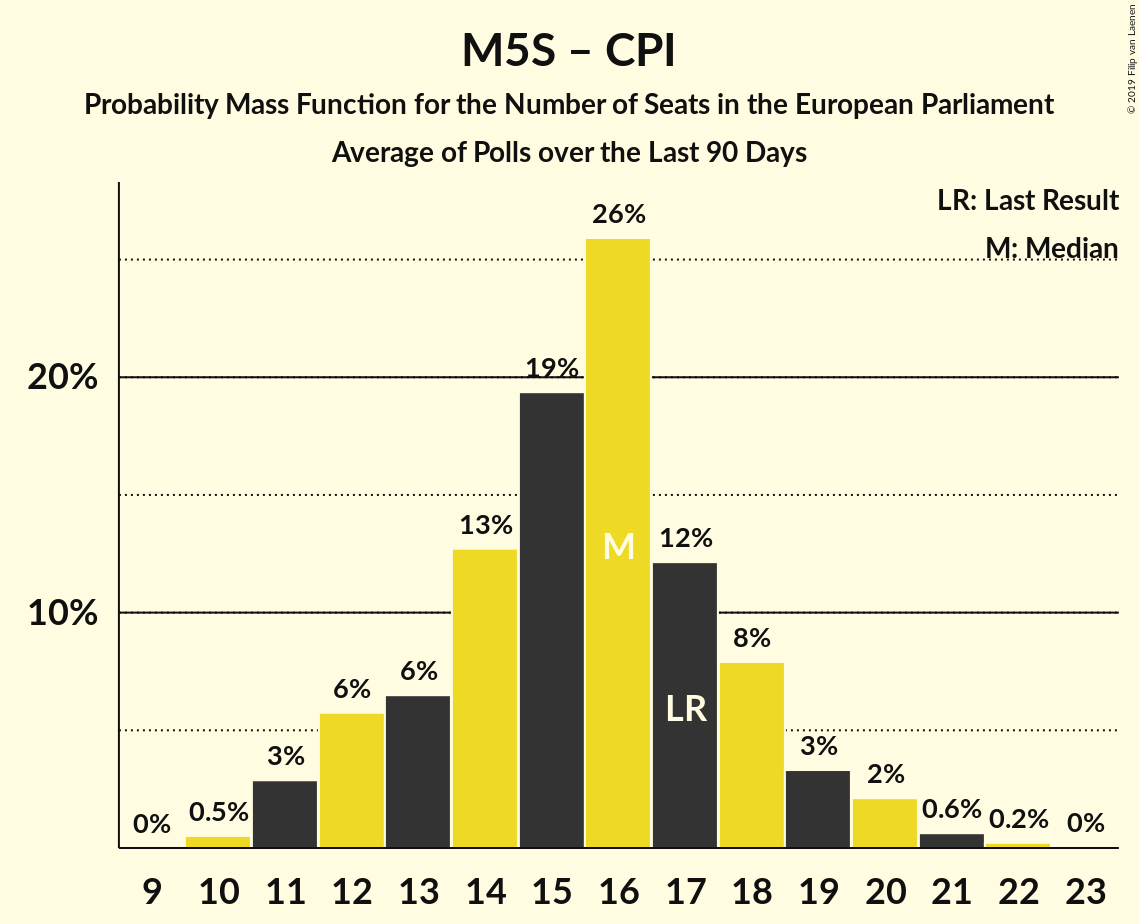 M5S – CPI
Probability Mass Function for the Number of Seats in the European Parliament
Average of Polls over the Last 90 Days
© 2019 Filip van Laenen
LR: Last Result
M: Median
26%
20%
19%
13%
12%
M
10%
8%
6%
6%
LR
3%
3%
2%
0%
0.5%
0.6%
0.2%
0%
9 10 11 12 13 14 15 16 17 18 19 20 21 22 23